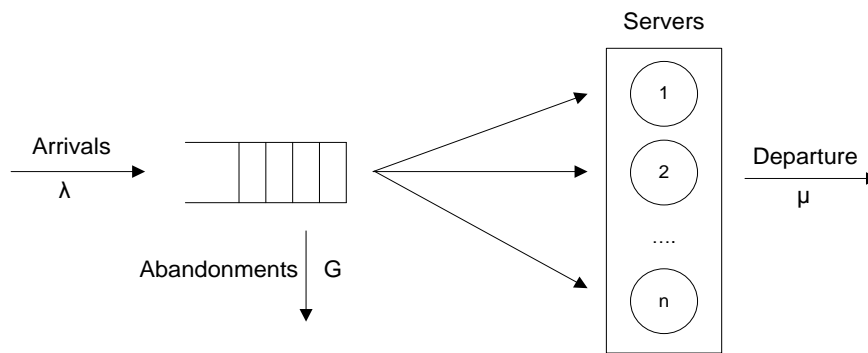 Servers
1
Arrivals
λ
2
Departure
μ
....
Abandonments G
n